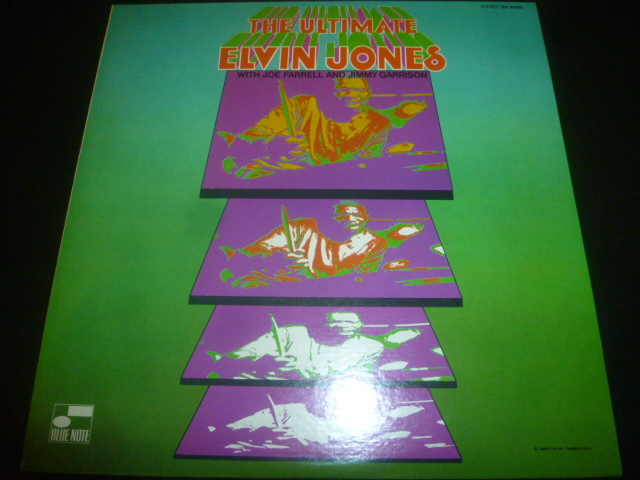 THE ULTIMATE
ELVIN JONES
WITH JOE FARRELL AND JIMMY GARRISON
BLUE NOTE